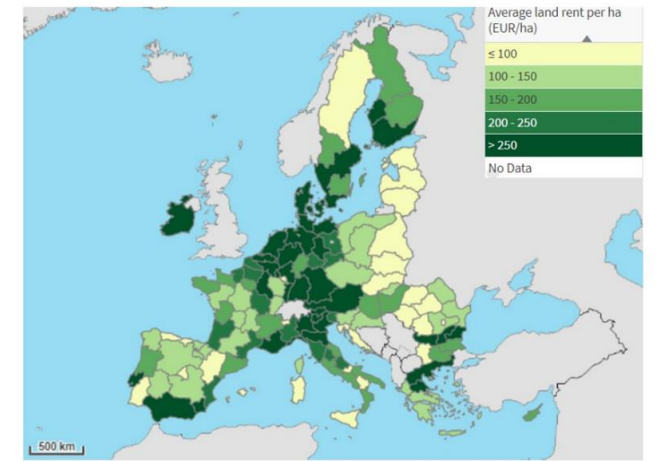 Average land rent per ha
(EUR/ha)
≤ 100
100 - 150
150 - 200
200 - 250
> 250
No Data
500 km